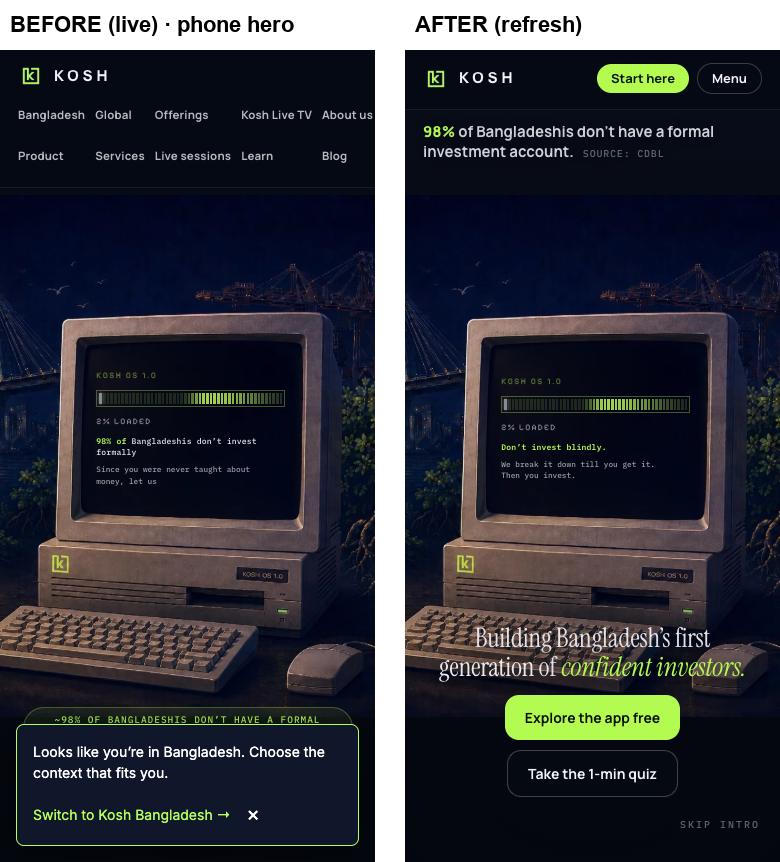 BEFORE (live) · phone hero
KOSH
Bangladesh Global Offerings Kosh Live TV About us
Product Services Live sessions Learn Blog
KOSH OS 1.0
2% LOADED
98% of Bangladeshis don't invest
formally
Since you were never taught about
money, let us
KOSH OS 1.0
~98% OF BANGLADESHIS DON'T HAVE A FORMAL
Looks like you're in Bangladesh. Choose the
context that fits you.
Switch to Kosh Bangladesh → ✕
AFTER (refresh)
KOSH
Start here
Menu
98% of Bangladeshis don't have a formal
investment account. SOURCE: CDBL
KOSH OS 1.0
2% LOADED
Don't invest blindly.
We break it down till you get it.
Then you invest.
KOSH OS 1.0
Building Bangladesh's first
generation of confident investors.
Explore the app free
Take the 1-min quiz
SKIP INTRO